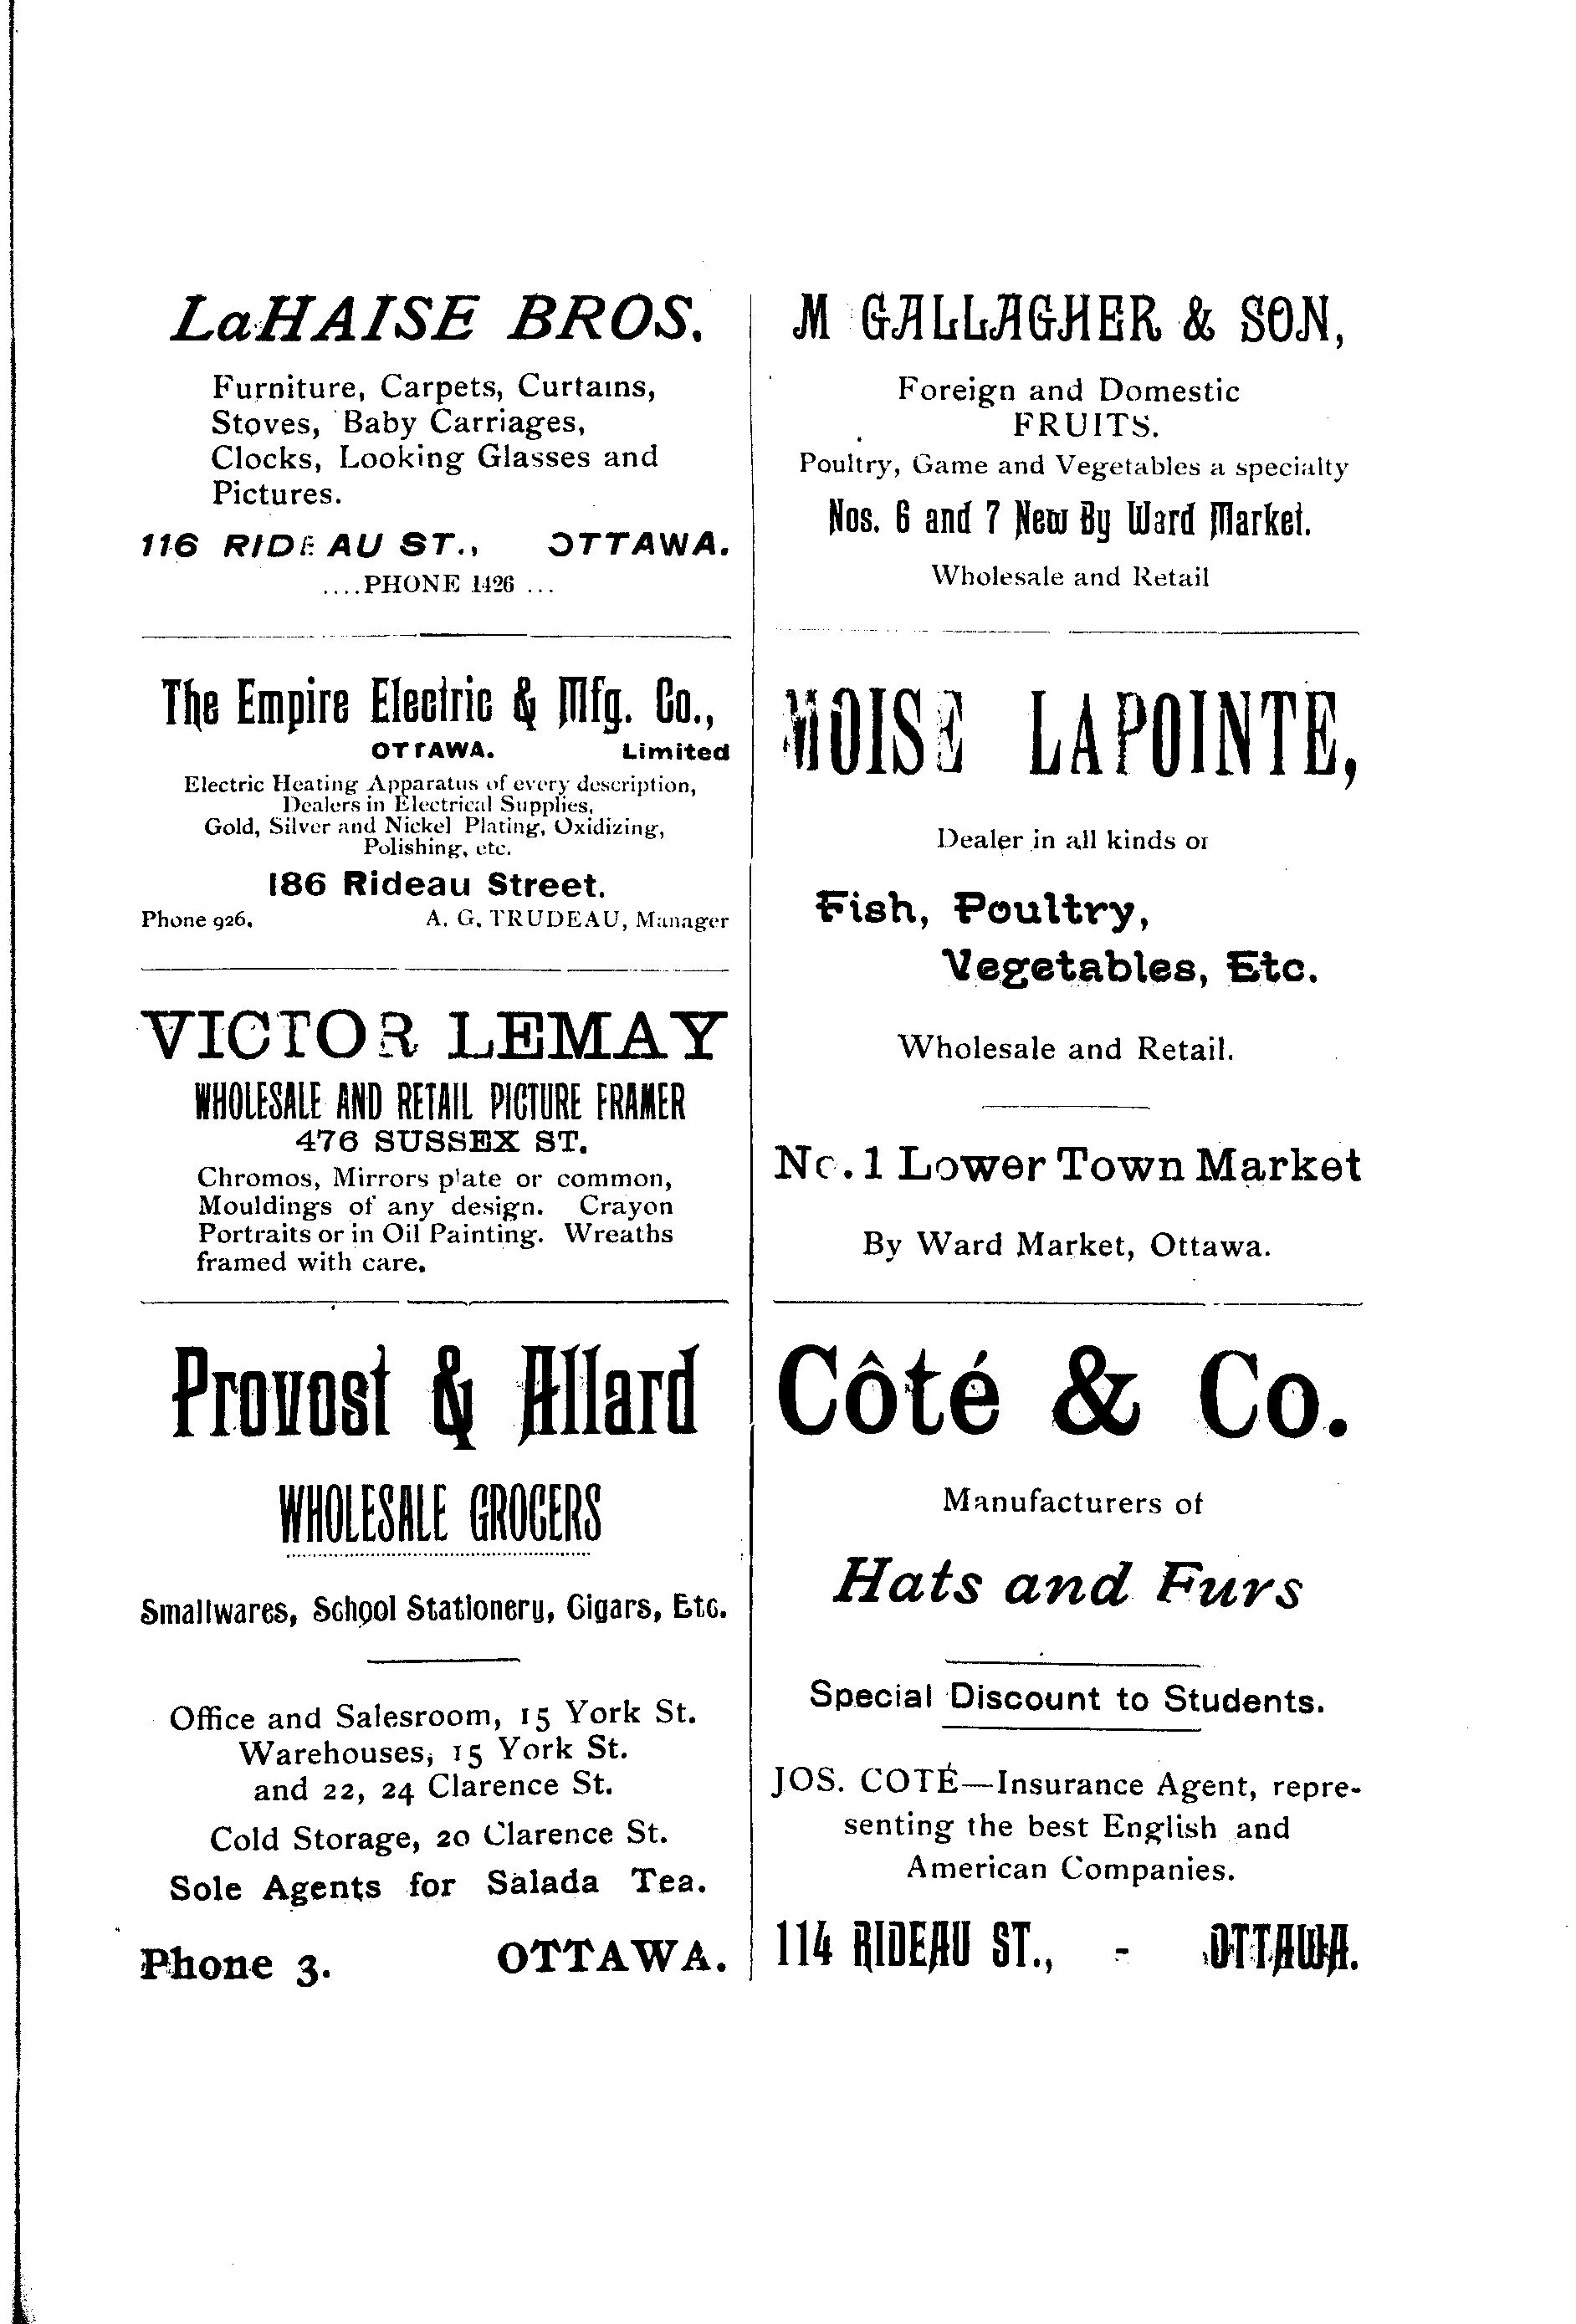 LaHAISE BROS.
Furniture, Carpets, Curtains,
Stoves, Baby Carriages,
Clocks, Looking Glasses and
Pictures.
116 RIDEAU ST., OTTAWA.
....PHONE 1426 ...
The Empire Electric & Mfg. Co.,
OTTAWA. Limited
Electric Heating Apparatus of every description,
Dealers in Electrical Supplies,
Gold, Silver and Nickel Plating, Oxidizing,
Polishing, etc.
186 Rideau Street.
Phone 926. A. G. TRUDEAU, Manager
VICTOR LEMAY
WHOLESALE AND RETAIL PICTURE FRAMER
476 SUSSEX ST.
Chromos, Mirrors plate or common,
Mouldings of any design. Crayon
Portraits or in Oil Painting. Wreaths
framed with care.
Provost & Allard
WHOLESALE GROCERS
Smallwares, School Stationery, Cigars, Etc.
Office and Salesroom, 15 York St.
Warehouses, 15 York St.
and 22, 24 Clarence St.
Cold Storage, 20 Clarence St.
Sole Agents for Salada Tea.
Phone 3. OTTAWA.
M GALLAGHER & SON,
Foreign and Domestic
FRUITS.
Poultry, Game and Vegetables a specialty
Nos. 6 and 7 New By Ward Market.
Wholesale and Retail
MOISE LAPOINTE,
Dealer in all kinds of
Fish, Poultry,
Vegetables, Etc.
Wholesale and Retail.
No. 1 Lower Town Market
By Ward Market, Ottawa.
Côté & Co.
Manufacturers of
Hats and Furs
Special Discount to Students.
JOS. COTÉ—Insurance Agent, repre-
senting the best English and
American Companies.
114 RIDEAU ST., - OTTAWA.